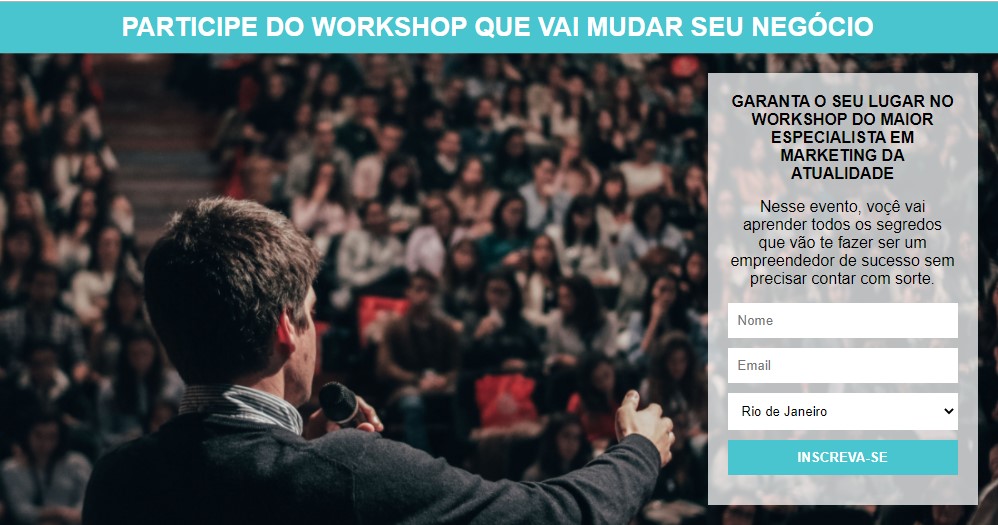 PARTICIPE DO WORKSHOP QUE VAI MUDAR SEU NEGÓCIO
GARANTA O SEU LUGAR NO
WORKSHOP DO MAIOR
ESPECIALISTA EM
MARKETING DA
ATUALIDADE
Nesse evento, voçê vai
aprender todos os segredos
que vão te fazer ser um
empreendedor de sucesso sem
precisar contar com sorte.
Nome
Email
Rio de Janeiro
INSCREVA-SE